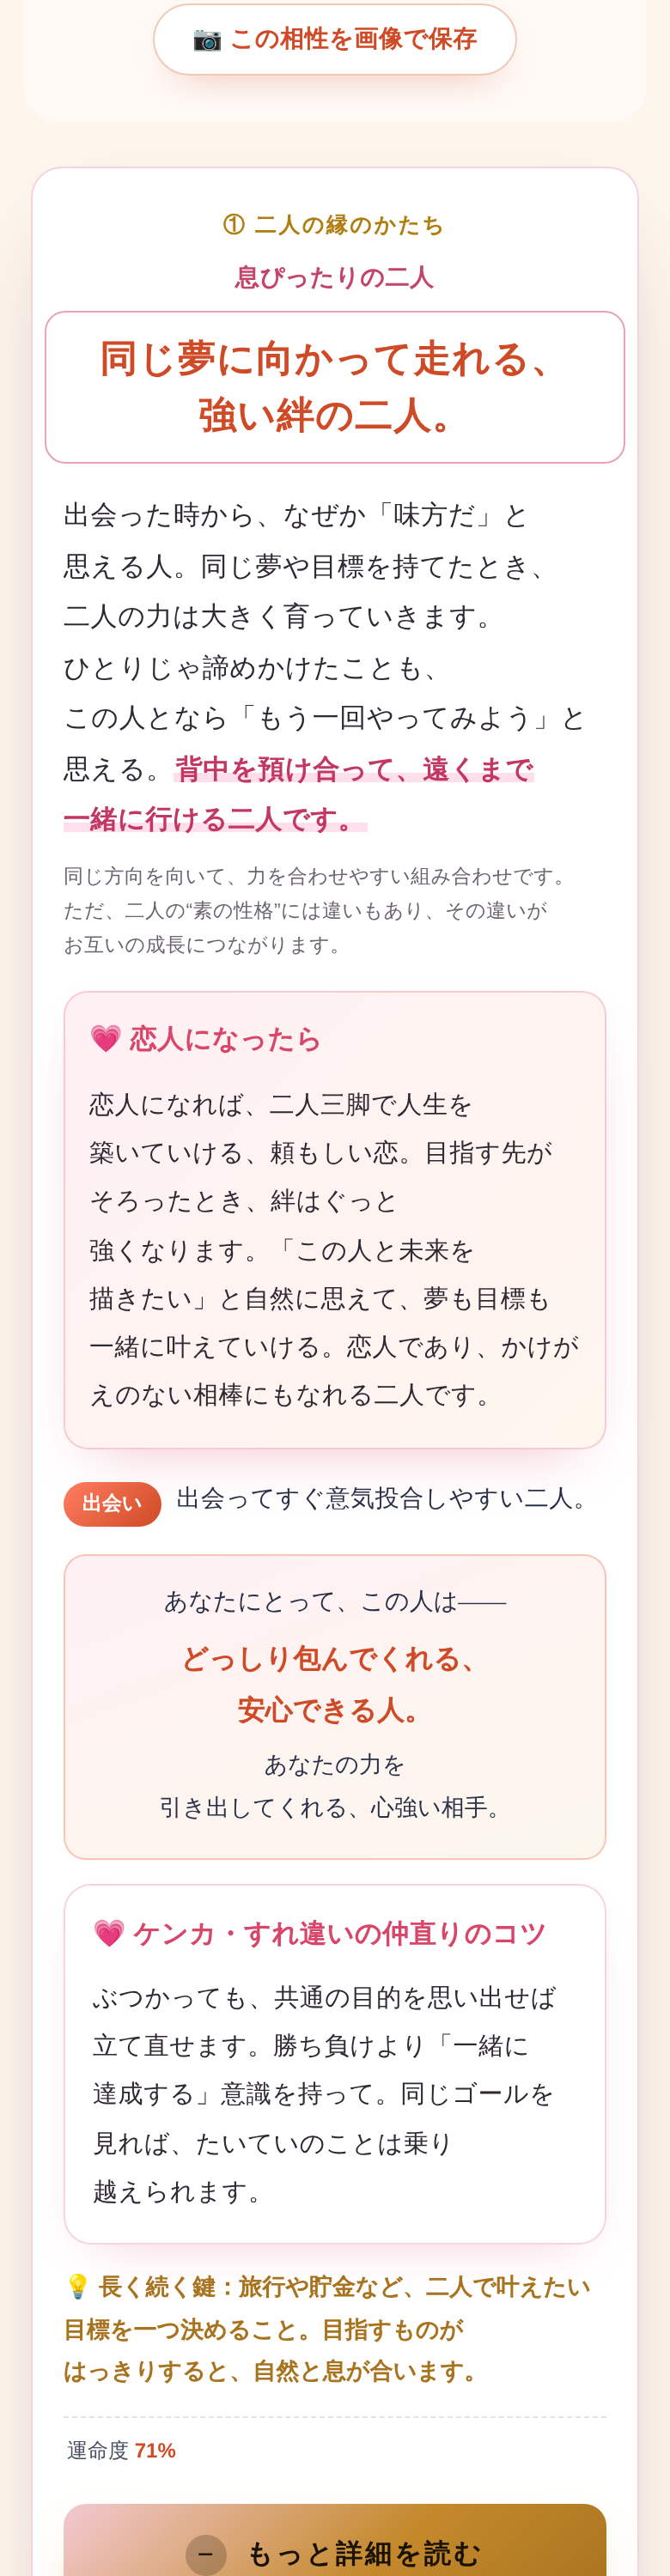 📷 この相性を画像で保存
① 二人の縁のかたち
息ぴったりの二人
同じ夢に向かって走れる、
強い絆の二人。
出会った時から、なぜか「味方だ」と
思える人。同じ夢や目標を持てたとき、
二人の力は大きく育っていきます。
ひとりじゃ諦めかけたことも、
この人となら「もう一回やってみよう」と
思える。背中を預け合って、遠くまで
一緒に行ける二人です。
同じ方向を向いて、力を合わせやすい組み合わせです。
ただ、二人の“素の性格”には違いもあり、その違いが
お互いの成長につながります。
💗 恋人になったら
恋人になれば、二人三脚で人生を
築いていける、頼もしい恋。目指す先が
そろったとき、絆はぐっと
強くなります。「この人と未来を
描きたい」と自然に思えて、夢も目標も
一緒に叶えていける。恋人であり、かけが
えのない相棒にもなれる二人です。
出会い 出会ってすぐ意気投合しやすい二人。
あなたにとって、この人は——
どっしり包んでくれる、
安心できる人。
あなたの力を
引き出してくれる、心強い相手。
💗 ケンカ・すれ違いの仲直りのコツ
ぶつかっても、共通の目的を思い出せば
立て直せます。勝ち負けより「一緒に
達成する」意識を持って。同じゴールを
見れば、たいていのことは乗り
越えられます。
💡 長く続く鍵：旅行や貯金など、二人で叶えたい
目標を一つ決めること。目指すものが
はっきりすると、自然と息が合います。
運命度 71%
− もっと詳細を読む